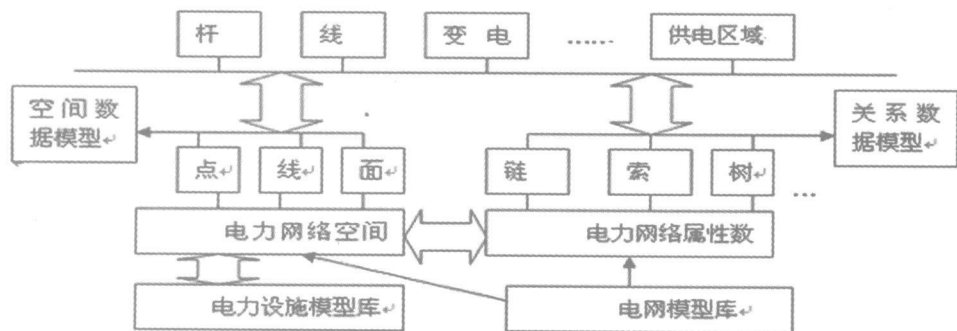 杆
线
变 电
……
供电区域
空间数
据模型
关系数
据模型
点
线
面
链
索
树
…
电力网络空间
电力网络属性数
电力设施模型库
电网模型库